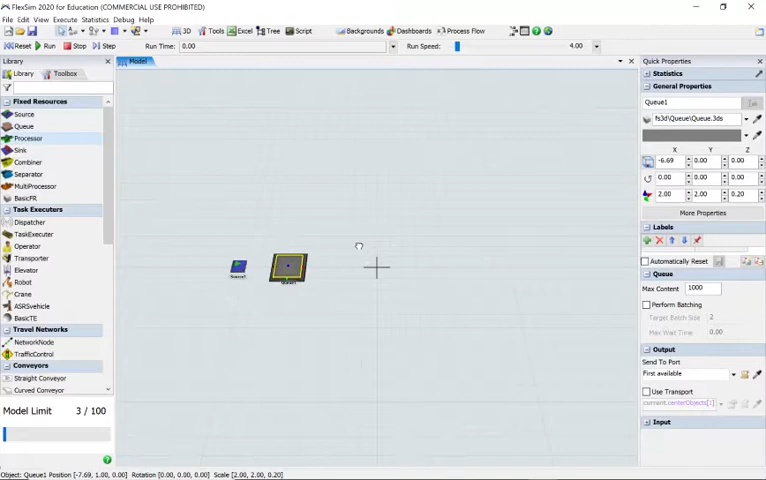 FlexSim 2020 for Education (COMMERCIAL USE PROHIBITED)
File Edit View Execute Statistics Debug Help
3D Tools Excel Tree Script Backgrounds Dashboards Process Flow
Reset Run Stop Step Run Time: 0.00 Run Speed: 4.00
Library
Library Toolbox
Fixed Resources
Source
Queue
Processor
Sink
Combiner
Separator
MultiProcessor
BasicFR
Task Executers
Dispatcher
TaskExecuter
Operator
Transporter
Elevator
Robot
Crane
ASRSvehicle
BasicTE
Travel Networks
NetworkNode
TrafficControl
Conveyors
Straight Conveyor
Curved Conveyor
Model Limit 3 / 100
Model
Source1
Queue1
Quick Properties
Statistics
General Properties
Queue1
fs3d\Queue\Queue.3ds
X Y Z
-6.69 0.00 0.00
0.00 0.00 0.00
2.00 2.00 0.20
More Properties
Labels
Automatically Reset
Queue
Max Content 1000
Perform Batching
Target Batch Size 2
Max Wait Time 0.00
Output
Send To Port
First available
Use Transport
current.centerObjects[1]
Input
Object: Queue1 Position [-7.69, 1.00, 0.00] Rotation [0.00, 0.00, 0.00] Scale [2.00, 2.00, 0.20]